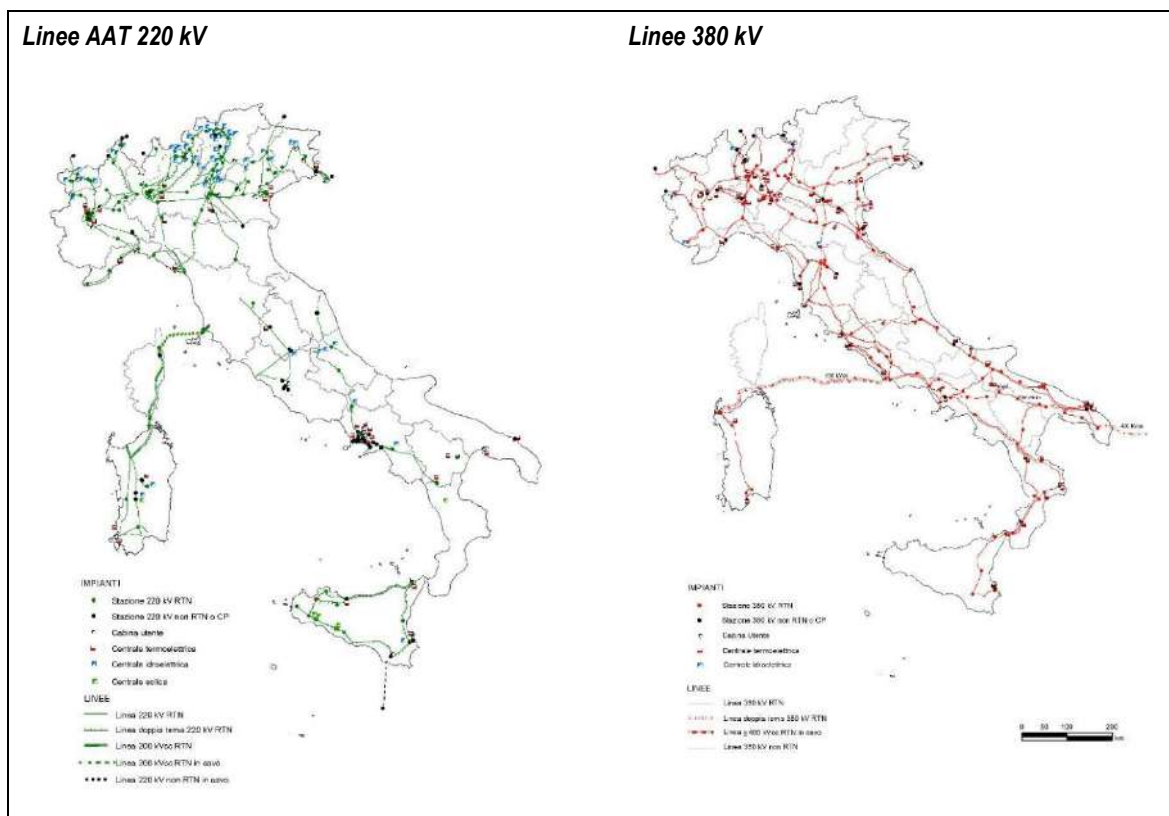 Linee AAT 220 kV
Linee 380 kV
IMPIANTI
Stazione 220 kV RTN
Stazione 220 kV non RTN o CP
Cabina utente
Centrale termoelettrica
Centrale idroelettrica
Centrale eolica
LINEE
Linea 220 kV RTN
Linea doppia terna 220 kV RTN
Linea 200 kVcc RTN
Linea 200 kVcc RTN in cavo
Linea 220 kV non RTN in cavo
IMPIANTI
Stazione 380 kV RTN
Stazione 380 kV non RTN o CP
Cabina utente
Centrale termoelettrica
Centrale idroelettrica
LINEE
Linea 380 kV RTN
Linea doppia terna 380 kV RTN
Linea 400 kVcc RTN in cavo
Linea 380 kV non RTN
0 50 100 200